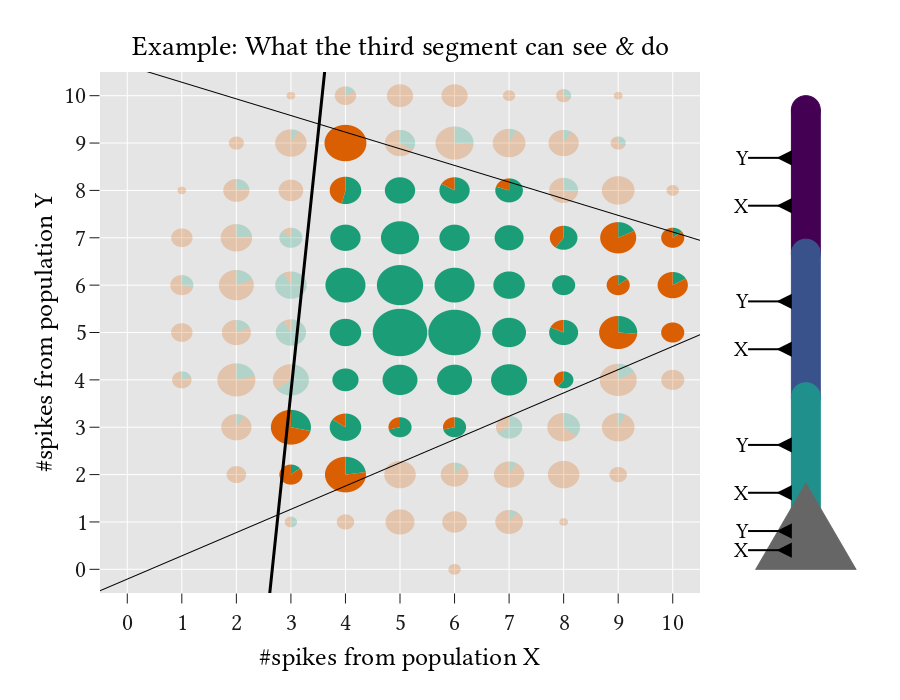 Example: What the third segment can see & do
#spikes from population Y
10
9
8
7
6
5
4
3
2
1
0
0 1 2 3 4 5 6 7 8 9 10
#spikes from population X
Y
X
Y
X
Y
X
Y
X